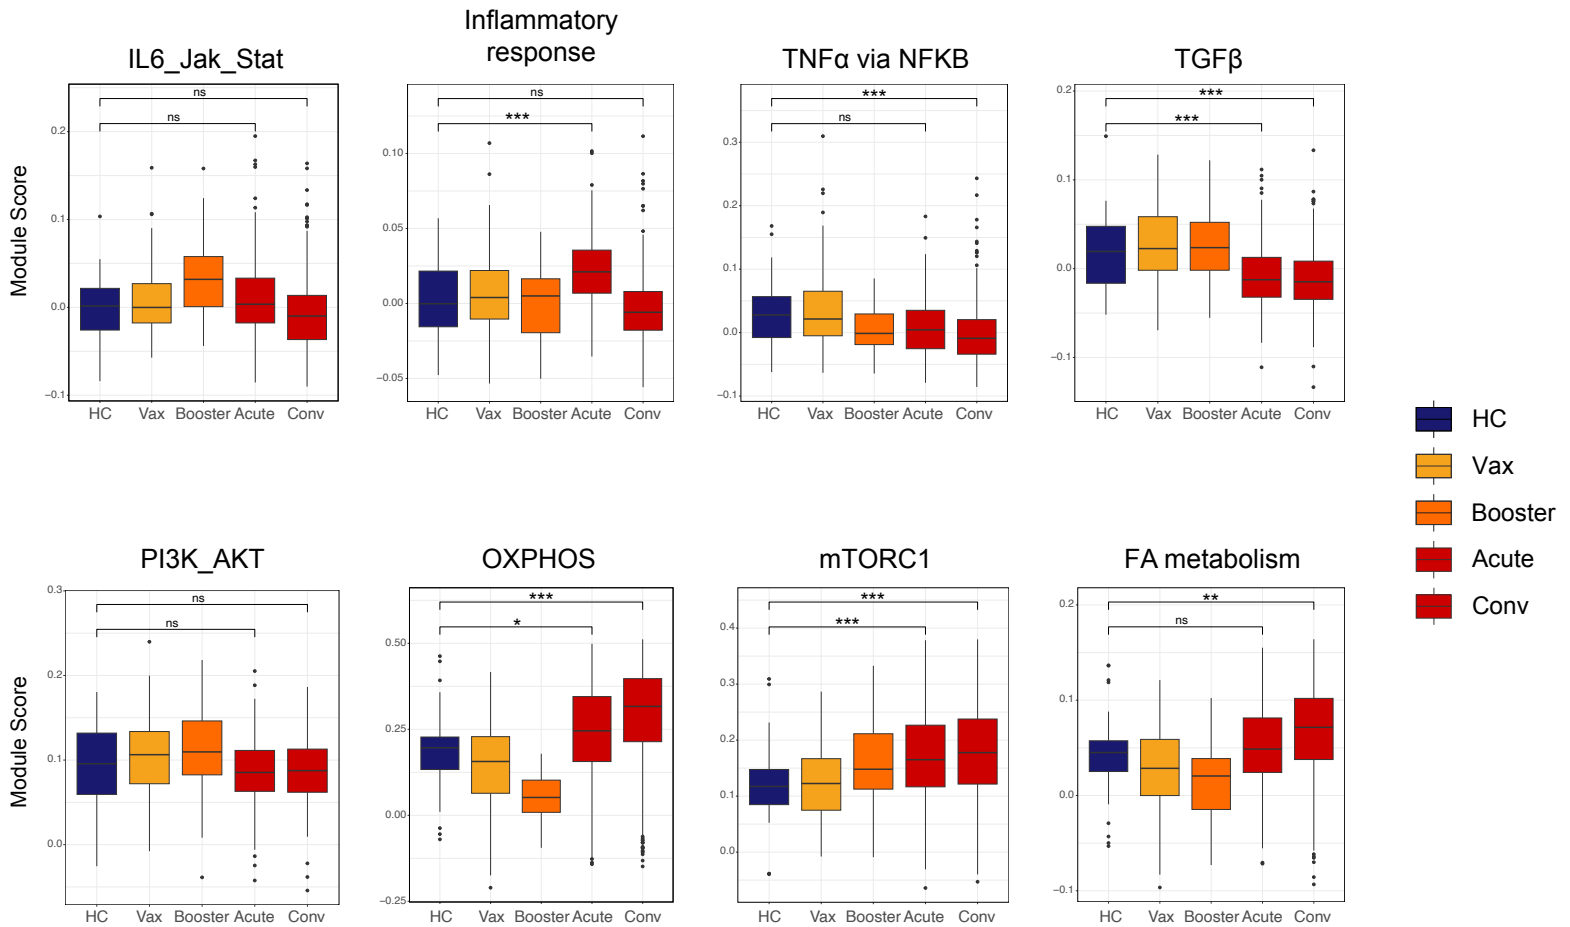 Inflammatory
response
IL6_Jak_Stat
TNFα via NFKB
TGFβ
Module Score
ns
ns
0.2
0.1
0.0
−0.1
HC Vax Booster Acute Conv
ns
***
0.10
0.05
0.00
−0.05
HC Vax Booster Acute Conv
***
ns
0.3
0.2
0.1
0.0
−0.1
HC Vax Booster Acute Conv
***
***
0.2
0.1
0.0
−0.1
HC Vax Booster Acute Conv
HC
Vax
Booster
Acute
Conv
PI3K_AKT
OXPHOS
mTORC1
FA metabolism
Module Score
ns
ns
0.3
0.2
0.1
0.0
HC Vax Booster Acute Conv
***
*
0.50
0.25
0.00
−0.25
HC Vax Booster Acute Conv
***
***
0.4
0.3
0.2
0.1
0.0
HC Vax Booster Acute Conv
**
ns
0.2
0.1
0.0
−0.1
HC Vax Booster Acute Conv